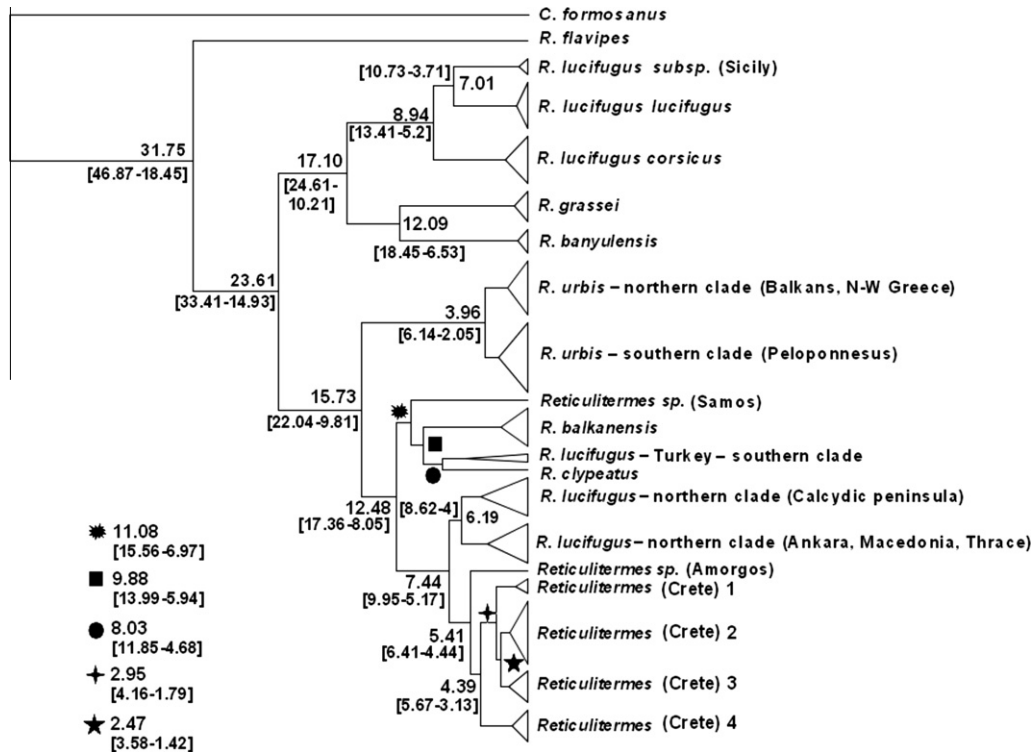 C. formosanus
R. flavipes
[10.73-3.71]
R. lucifugus subsp. (Sicily)
7.01
R. lucifugus lucifugus
8.94
[13.41-5.2]
31.75
[46.87-18.45]
17.10
[24.61-
10.21]
R. lucifugus corsicus
R. grassei
12.09
R. banyulensis
[18.45-6.53]
23.61
[33.41-14.93]
R. urbis – northern clade (Balkans, N-W Greece)
3.96
[6.14-2.05]
R. urbis – southern clade (Peloponnesus)
15.73
[22.04-9.81]
Reticulitermes sp. (Samos)
R. balkanensis
R. lucifugus – Turkey – southern clade
R. clypeatus
12.48
[17.36-8.05]
[8.62-4]
R. lucifugus – northern clade (Calcydic peninsula)
6.19
R. lucifugus – northern clade (Ankara, Macedonia, Thrace)
Reticulitermes sp. (Amorgos)
7.44
[9.95-5.17]
Reticulitermes (Crete) 1
5.41
[6.41-4.44]
Reticulitermes (Crete) 2
4.39
[5.67-3.13]
Reticulitermes (Crete) 3
Reticulitermes (Crete) 4
11.08
[15.56-6.97]
9.88
[13.99-5.94]
8.03
[11.85-4.68]
2.95
[4.16-1.79]
2.47
[3.58-1.42]